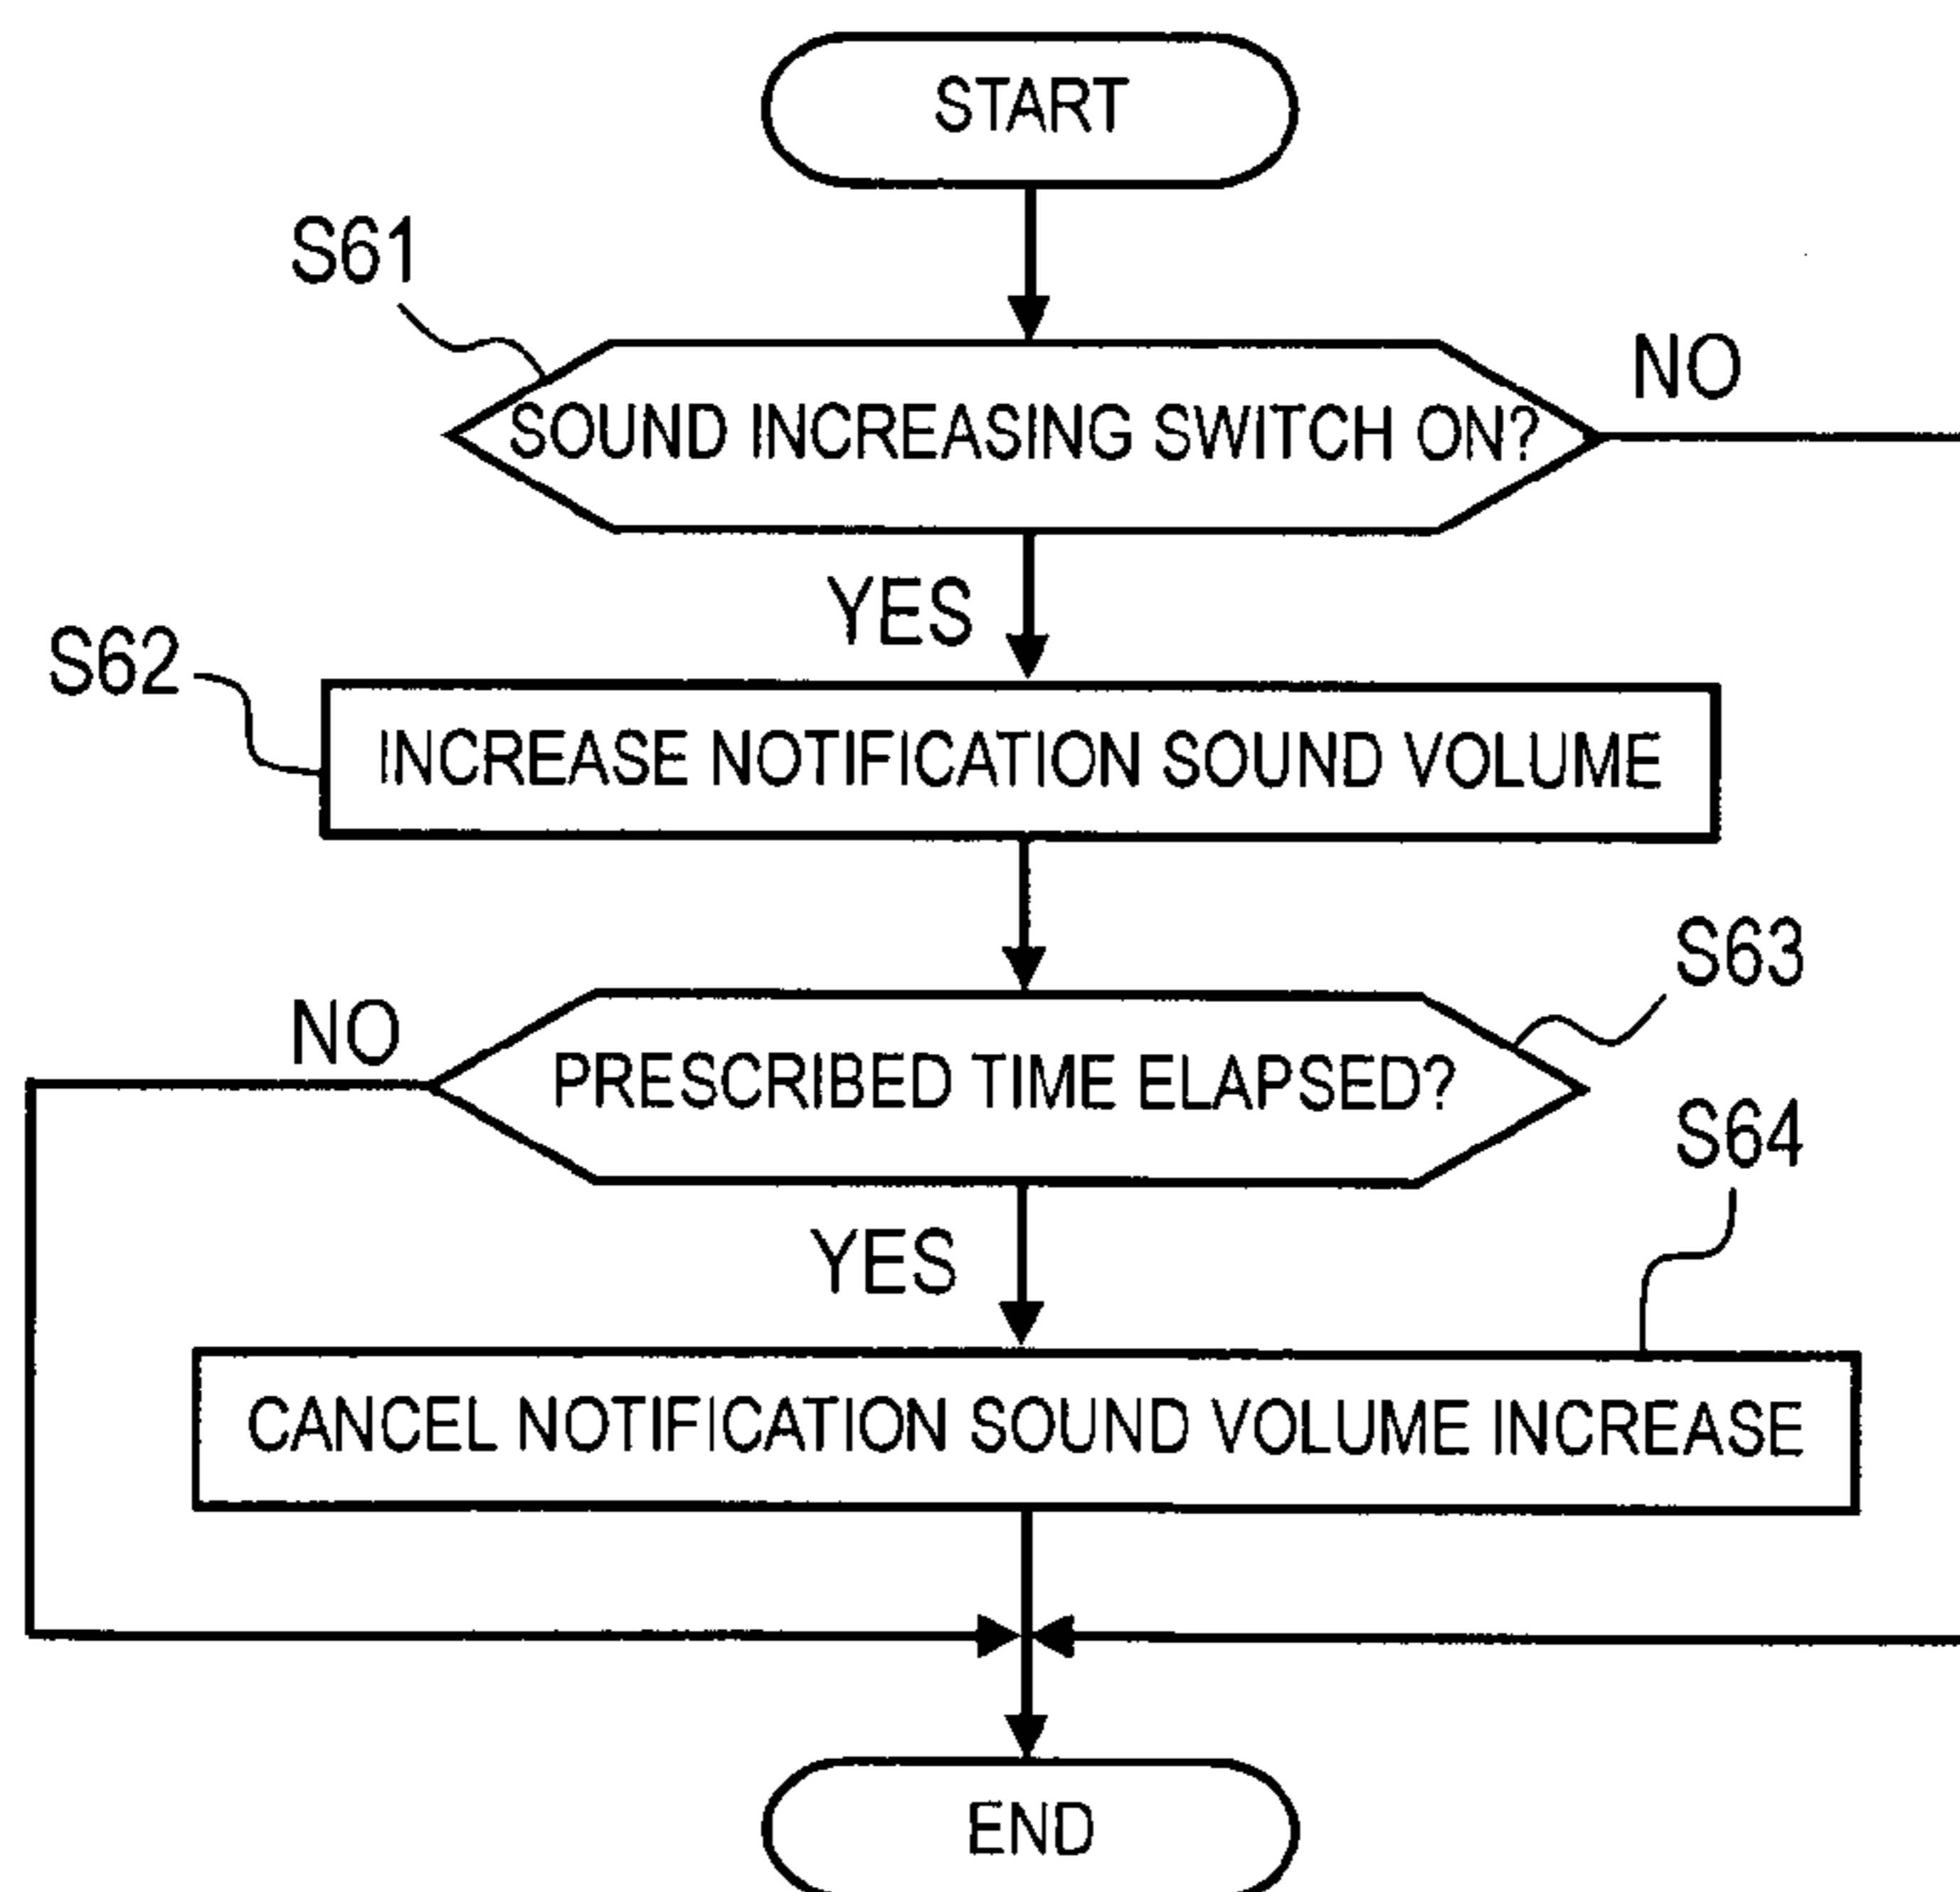 START
S61
NO
SOUND INCREASING SWITCH ON?
YES
S62
INCREASE NOTIFICATION SOUND VOLUME
S63
NO
PRESCRIBED TIME ELAPSED?
S64
YES
CANCEL NOTIFICATION SOUND VOLUME INCREASE
END